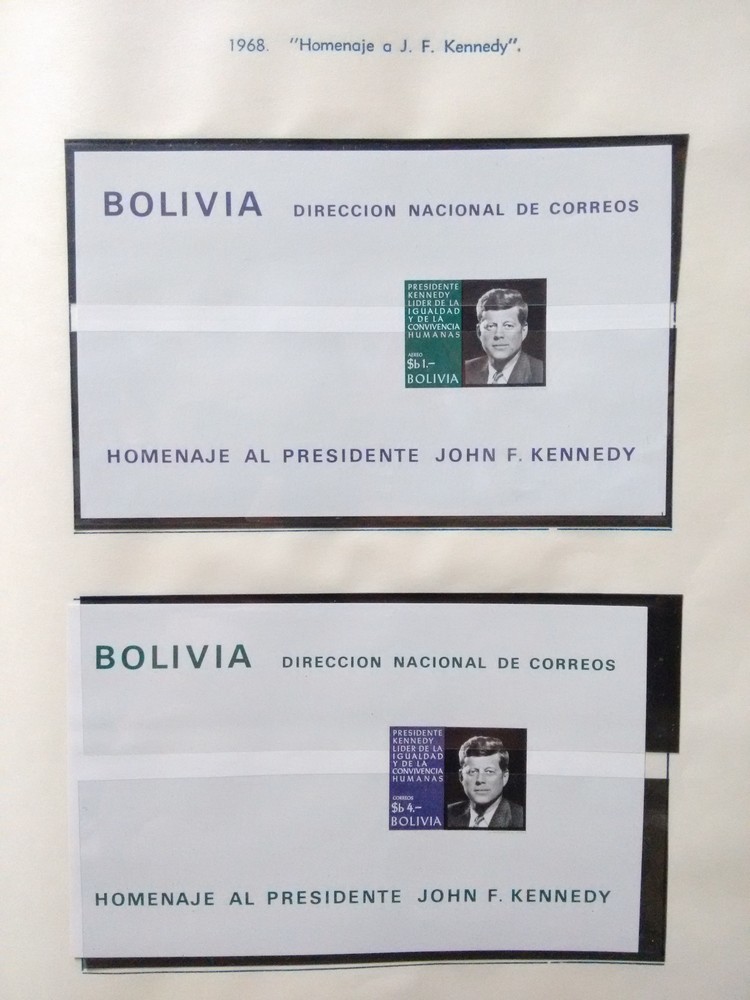 1968. "Homenaje a J. F. Kennedy".
BOLIVIA DIRECCION NACIONAL DE CORREOS
PRESIDENTE
KENNEDY
LIDER DE LA
IGUALDAD
Y DE LA
CONVIVENCIA
HUMANAS
AEREO
$b 1.-
BOLIVIA
HOMENAJE AL PRESIDENTE JOHN F. KENNEDY
BOLIVIA DIRECCION NACIONAL DE CORREOS
PRESIDENTE
KENNEDY
LIDER DE LA
IGUALDAD
Y DE LA
CONVIVENCIA
HUMANAS
CORREOS
$b 4.-
BOLIVIA
HOMENAJE AL PRESIDENTE JOHN F. KENNEDY